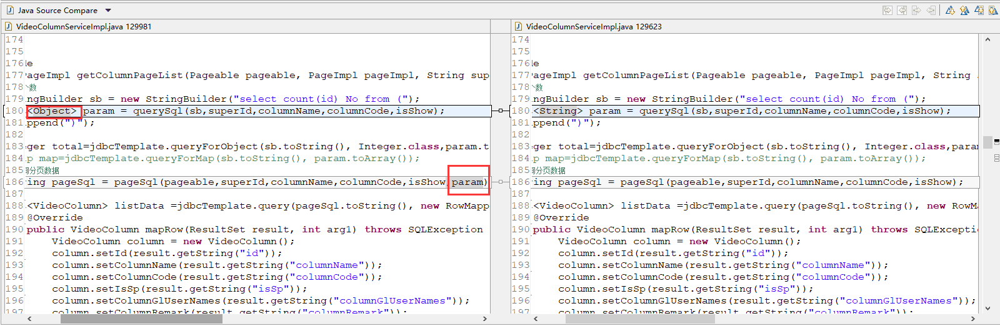 Java Source Compare
VideoColumnServiceImpl.java 129981
174
175
176 le
177 PageImpl getColumnPageList(Pageable pageable, PageImpl pageImpl, String sup
178 个数
179 ngBuilder sb = new StringBuilder("select count(id) No from (");
180 <Object> param = querySql(sb,superId,columnName,columnCode,isShow);
181 append(")");
182
183 eger total=jdbcTemplate.queryForObject(sb.toString(), Integer.class,param.t
184 p map=jdbcTemplate.queryForMap(sb.toString(), param.toArray());
185 分页数据
186 ing pageSql = pageSql(pageable,superId,columnName,columnCode,isShow,param)
187
188 <VideoColumn> listData =jdbcTemplate.query(pageSql.toString(), new RowMapp
189 @Override
190 public VideoColumn mapRow(ResultSet result, int arg1) throws SQLException
191 VideoColumn column = new VideoColumn();
192 column.setId(result.getString("id"));
193 column.setColumnName(result.getString("columnName"));
194 column.setColumnCode(result.getString("columnCode"));
195 column.setIsSp(result.getString("isSp"));
196 column.setColumnGlUserNames(result.getString("columnGlUserNames"));
197 column.setColumnRemark(result.getString("columnRemark"));
VideoColumnServiceImpl.java 129623
174
175
176 le
177 PageImpl getColumnPageList(Pageable pageable, PageImpl pageImpl, String
178 个数
179 ngBuilder sb = new StringBuilder("select count(id) No from (");
180 <String> param = querySql(sb,superId,columnName,columnCode,isShow);
181 append(")");
182
183 eger total=jdbcTemplate.queryForObject(sb.toString(), Integer.class,param
184 p map=jdbcTemplate.queryForMap(sb.toString(), param.toArray());
185 分页数据
186 ing pageSql = pageSql(pageable,superId,columnName,columnCode,isShow);
187
188 <VideoColumn> listData =jdbcTemplate.query(pageSql.toString(), new RowMa
189 @Override
190 public VideoColumn mapRow(ResultSet result, int arg1) throws SQLExceptio
191 VideoColumn column = new VideoColumn();
192 column.setId(result.getString("id"));
193 column.setColumnName(result.getString("columnName"));
194 column.setColumnCode(result.getString("columnCode"));
195 column.setIsSp(result.getString("isSp"));
196 column.setColumnGlUserNames(result.getString("columnGlUserNames"));
197 column.setColumnRemark(result.getString("columnRemark"));